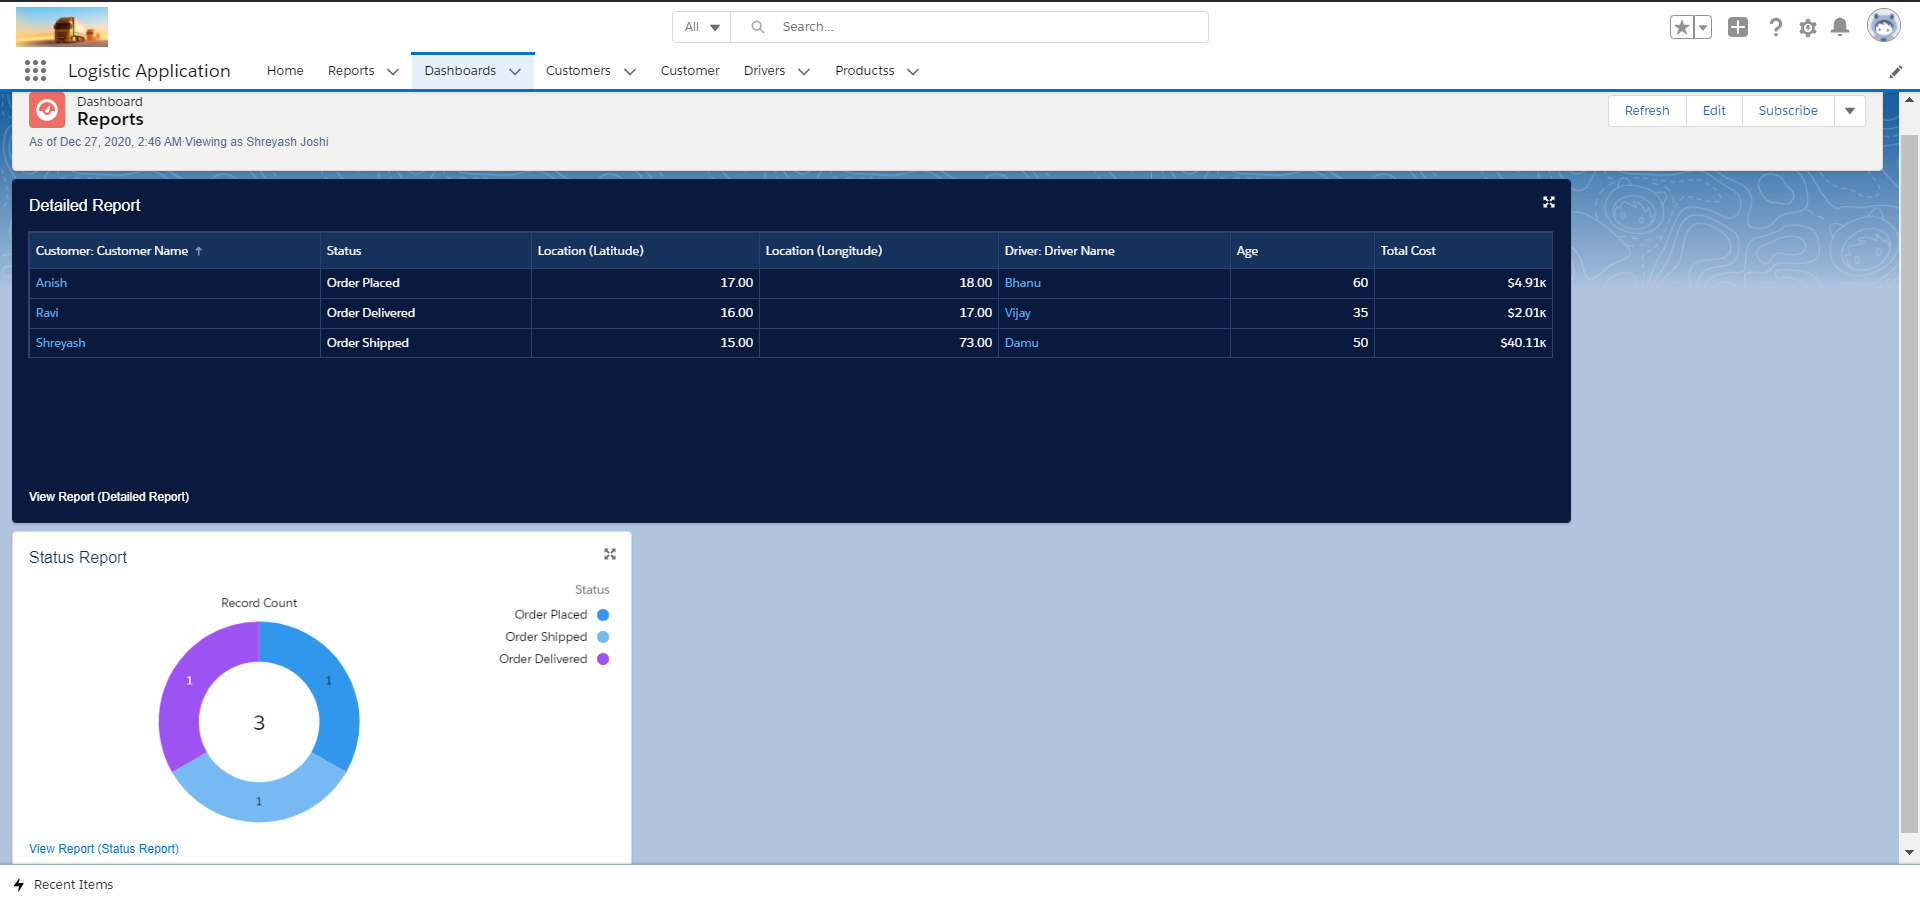 All Search...
Logistic Application Home Reports Dashboards Customers Customer Drivers Productss
Dashboard
Reports
As of Dec 27, 2020, 2:46 AM·Viewing as Shreyash Joshi
Refresh Edit Subscribe
Detailed Report
Customer: Customer Name ↑ Status Location (Latitude) Location (Longitude) Driver: Driver Name Age Total Cost
Anish Order Placed 17.00 18.00 Bhanu 60 $4.91K
Ravi Order Delivered 16.00 17.00 Vijay 35 $2.01K
Shreyash Order Shipped 15.00 73.00 Damu 50 $40.11K
View Report (Detailed Report)
Status Report
Status
Record Count
Order Placed
Order Shipped
Order Delivered
1 1
3
1
View Report (Status Report)
Recent Items